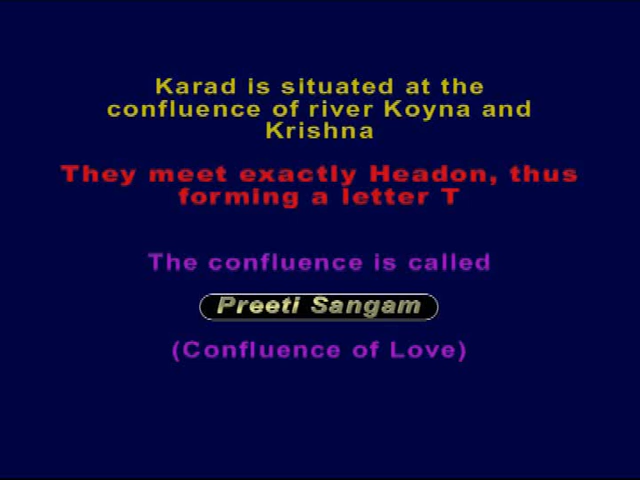 Karad is situated at the
confluence of river Koyna and
Krishna
They meet exactly Headon, thus
forming a letter T
The confluence is called
Preeti Sangam
(Confluence of Love)